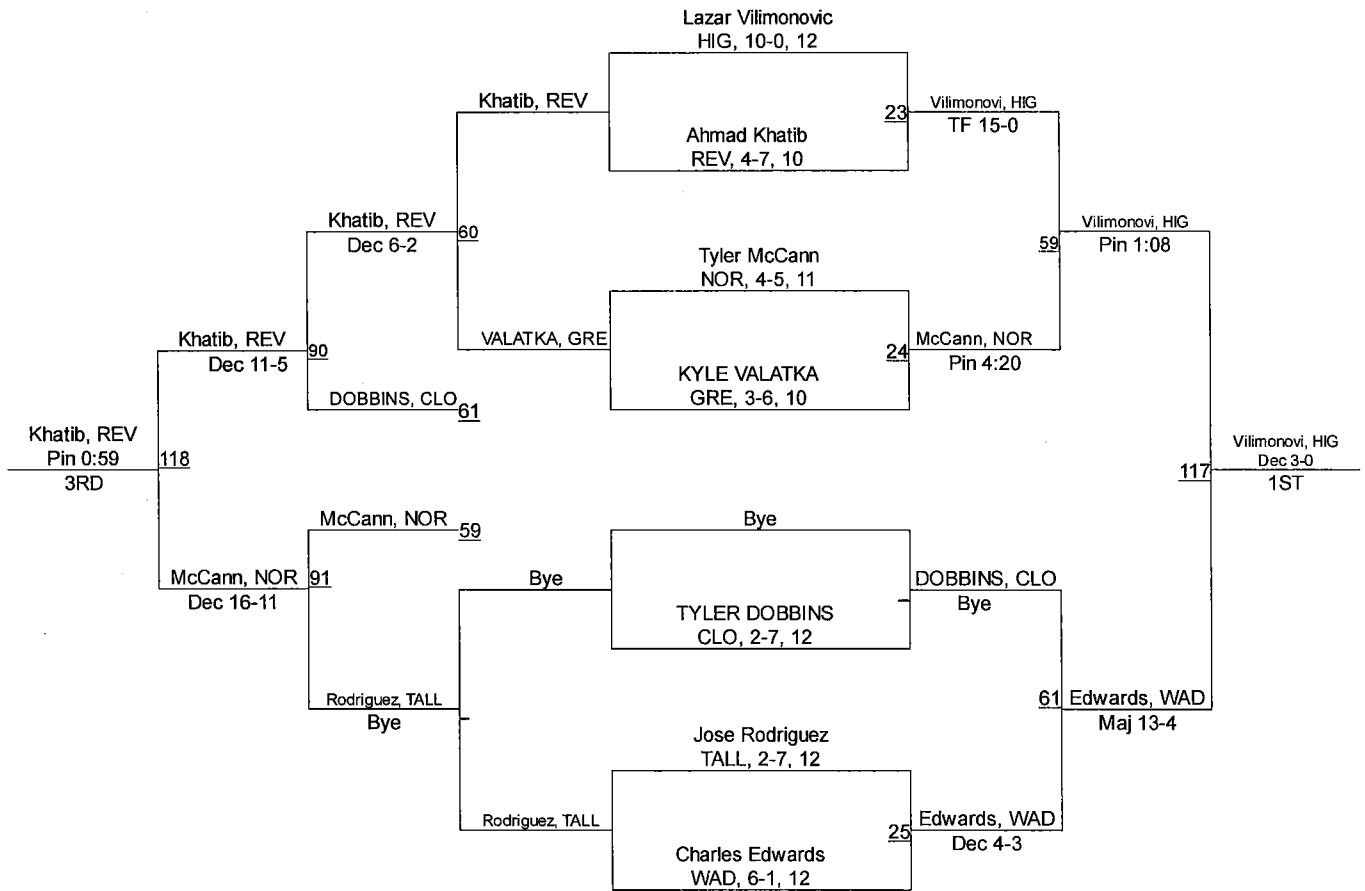 Lazar Vilimonovic
HIG, 10-0, 12
Khatib, REV
23
Vilimonovi, HIG
TF 15-0
Ahmad Khatib
REV, 4-7, 10
Khatib, REV
Dec 6-2
60
Vilimonovi, HIG
Pin 1:08
59
Tyler McCann
NOR, 4-5, 11
Khatib, REV
Dec 11-5
90
VALATKA, GRE
24
McCann, NOR
Pin 4:20
KYLE VALATKA
GRE, 3-6, 10
DOBBINS, CLO
61
Khatib, REV
Pin 0:59
3RD
118
117
Vilimonovi, HIG
Dec 3-0
1ST
McCann, NOR
59
Bye
McCann, NOR
Dec 16-11
91
Bye
DOBBINS, CLO
Bye
TYLER DOBBINS
CLO, 2-7, 12
Rodriguez, TALL
Bye
61
Edwards, WAD
Maj 13-4
Jose Rodriguez
TALL, 2-7, 12
Rodriguez, TALL
25
Edwards, WAD
Dec 4-3
Charles Edwards
WAD, 6-1, 12